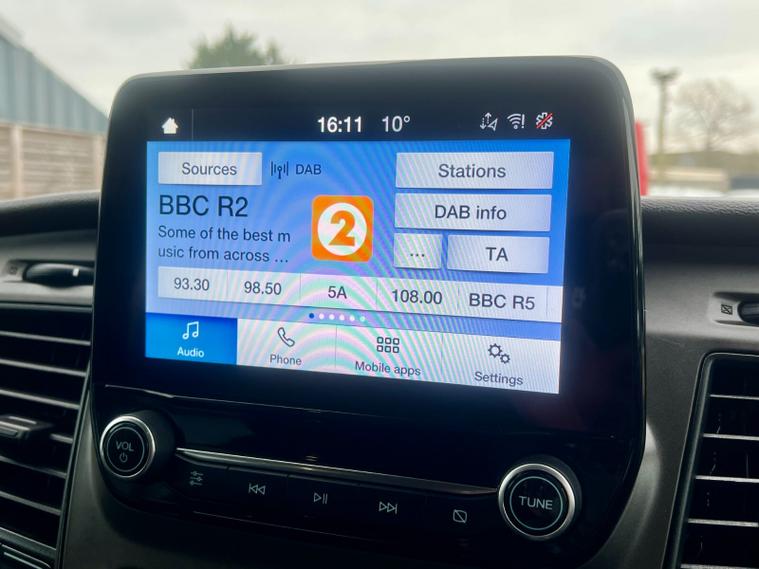 16:11 10°
Sources DAB Stations
BBC R2
2
DAB info
Some of the best m
usic from across ...
... TA
93.30 98.50 5A 108.00 BBC R5
Audio Phone Mobile apps Settings
VOL
TUNE